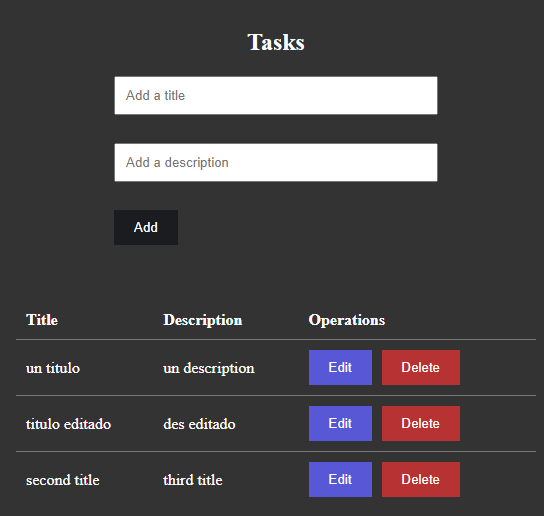 Tasks
Add a title
Add a description
Add
Title Description Operations
un titulo un description Edit Delete
titulo editado des editado Edit Delete
second title third title Edit Delete